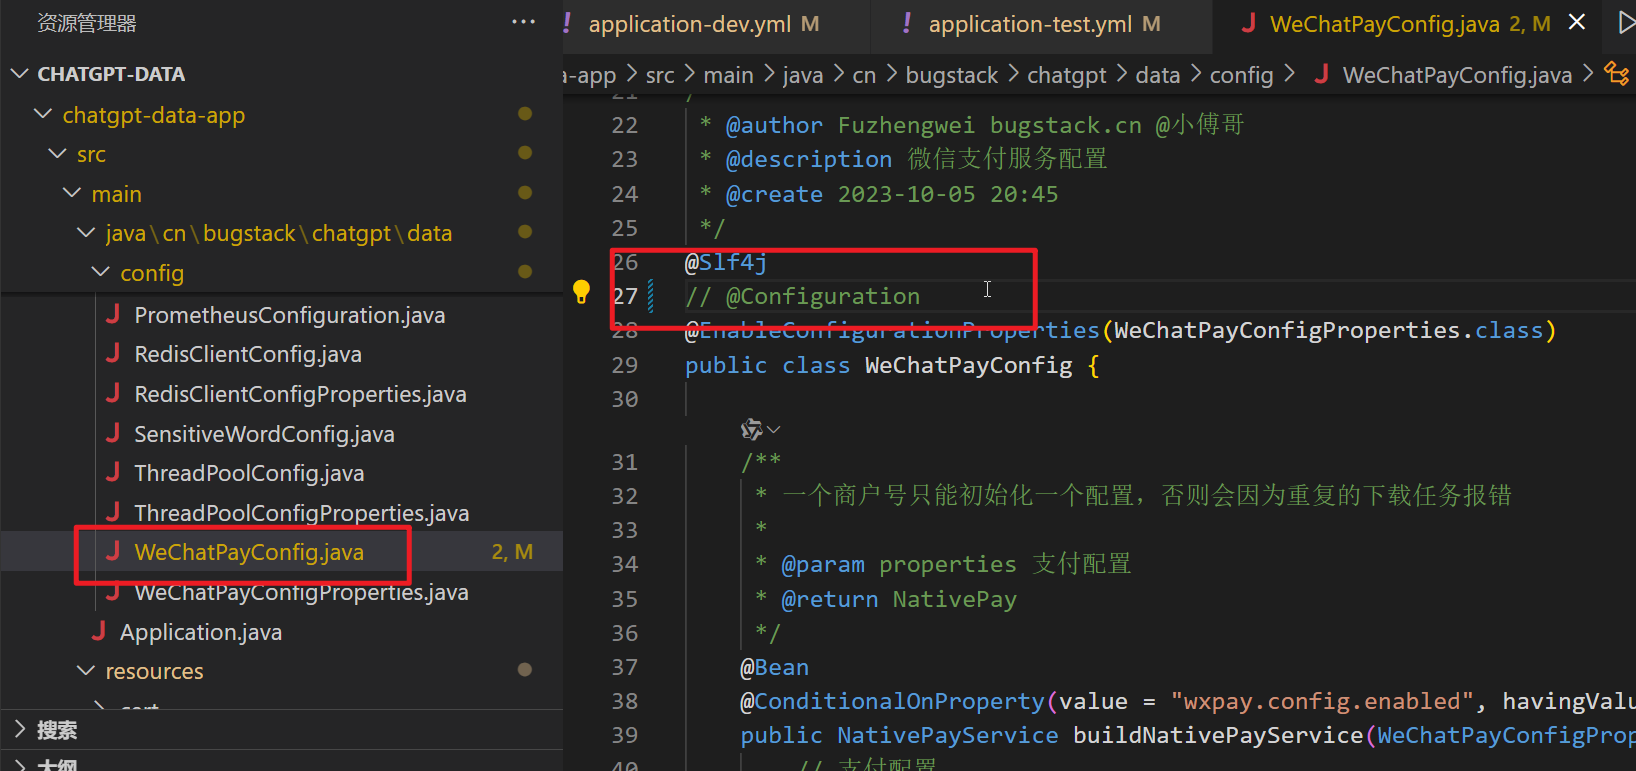 资源管理器 ···
CHATGPT-DATA
chatgpt-data-app
src
main
java\cn\bugstack\chatgpt\data
config
PrometheusConfiguration.java
RedisClientConfig.java
RedisClientConfigProperties.java
SensitiveWordConfig.java
ThreadPoolConfig.java
ThreadPoolConfigProperties.java
WeChatPayConfig.java 2, M
WeChatPayConfigProperties.java
Application.java
resources
cert
搜索
大纲
! application-dev.yml M ! application-test.yml M J WeChatPayConfig.java 2, M
a-app > src > main > java > cn > bugstack > chatgpt > data > config > J WeChatPayConfig.java >
21 /
22 * @author Fuzhengwei bugstack.cn @小傅哥
23 * @description 微信支付服务配置
24 * @create 2023-10-05 20:45
25 */
26 @Slf4j
27 // @Configuration
28 @EnableConfigurationProperties(WeChatPayConfigProperties.class)
29 public class WeChatPayConfig {
30
31 /**
32 * 一个商户号只能初始化一个配置，否则会因为重复的下载任务报错
33 *
34 * @param properties 支付配置
35 * @return NativePay
36 */
37 @Bean
38 @ConditionalOnProperty(value = "wxpay.config.enabled", havingValu
39 public NativePayService buildNativePayService(WeChatPayConfigProp
40 // 支付配置